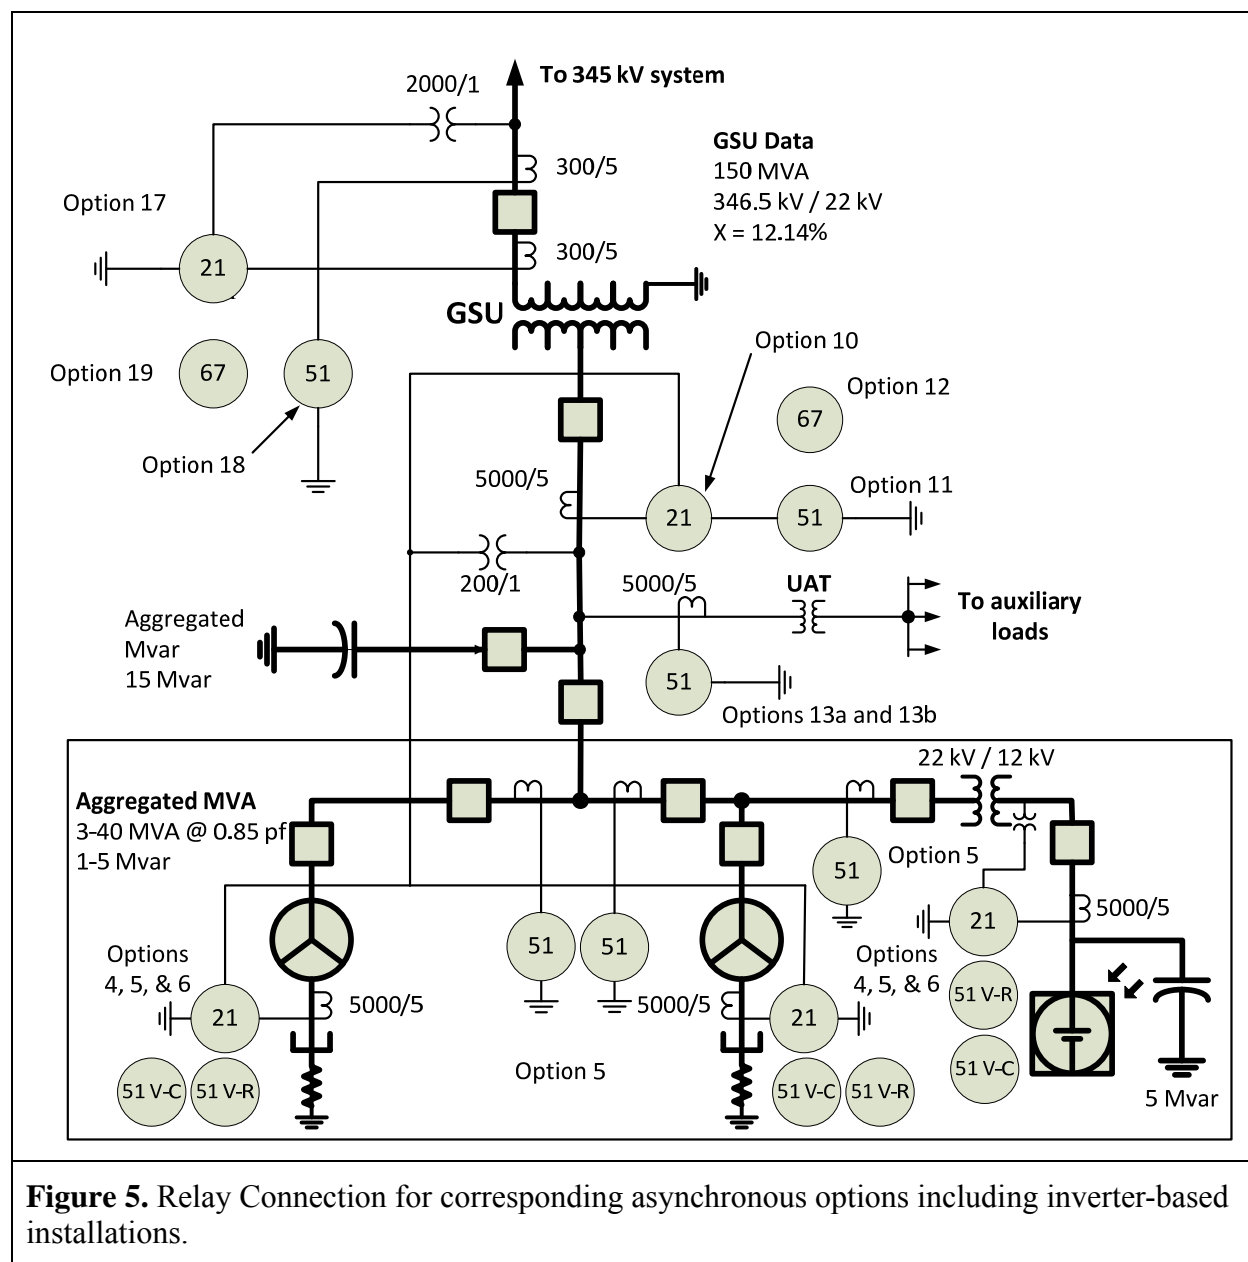 To 345 kV system
2000/1
GSU Data
150 MVA
346.5 kV / 22 kV
X = 12.14%
300/5
Option 17
300/5
21
GSU
Option 10
Option 19
67
51
Option 12
67
Option 18
5000/5
Option 11
21
51
200/1
5000/5
UAT
To auxiliary
loads
Aggregated
Mvar
15 Mvar
51
Options 13a and 13b
22 kV / 12 kV
Aggregated MVA
3-40 MVA @ 0.85 pf
1-5 Mvar
51
Option 5
21
5000/5
Options
4, 5, & 6
51
51
Options
4, 5, & 6
51 V-R
21
5000/5
5000/5
21
51 V-C
Option 5
51 V-C
51 V-R
51 V-C
51 V-R
5 Mvar
Figure 5. Relay Connection for corresponding asynchronous options including inverter-based
installations.